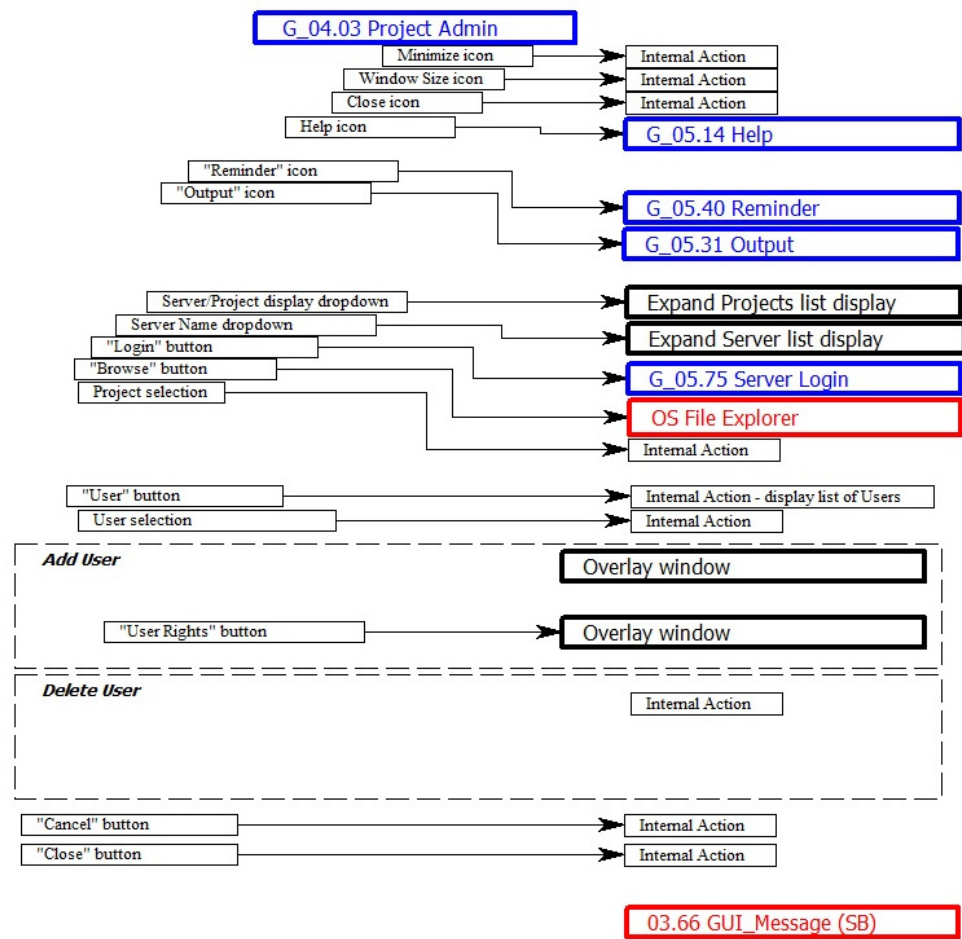 G_04.03 Project Admin
Minimize icon Internal Action
Window Size icon Internal Action
Close icon Internal Action
Help icon G_05.14 Help
"Reminder" icon
"Output" icon
G_05.40 Reminder
G_05.31 Output
Server/Project display dropdown Expand Projects list display
Server Name dropdown Expand Server list display
"Login" button
"Browse" button G_05.75 Server Login
Project selection
OS File Explorer
Internal Action
"User" button Internal Action - display list of Users
User selection Internal Action
Add User Overlay window
"User Rights" button Overlay window
Delete User Internal Action
"Cancel" button Internal Action
"Close" button Internal Action
03.66 GUI_Message (SB)